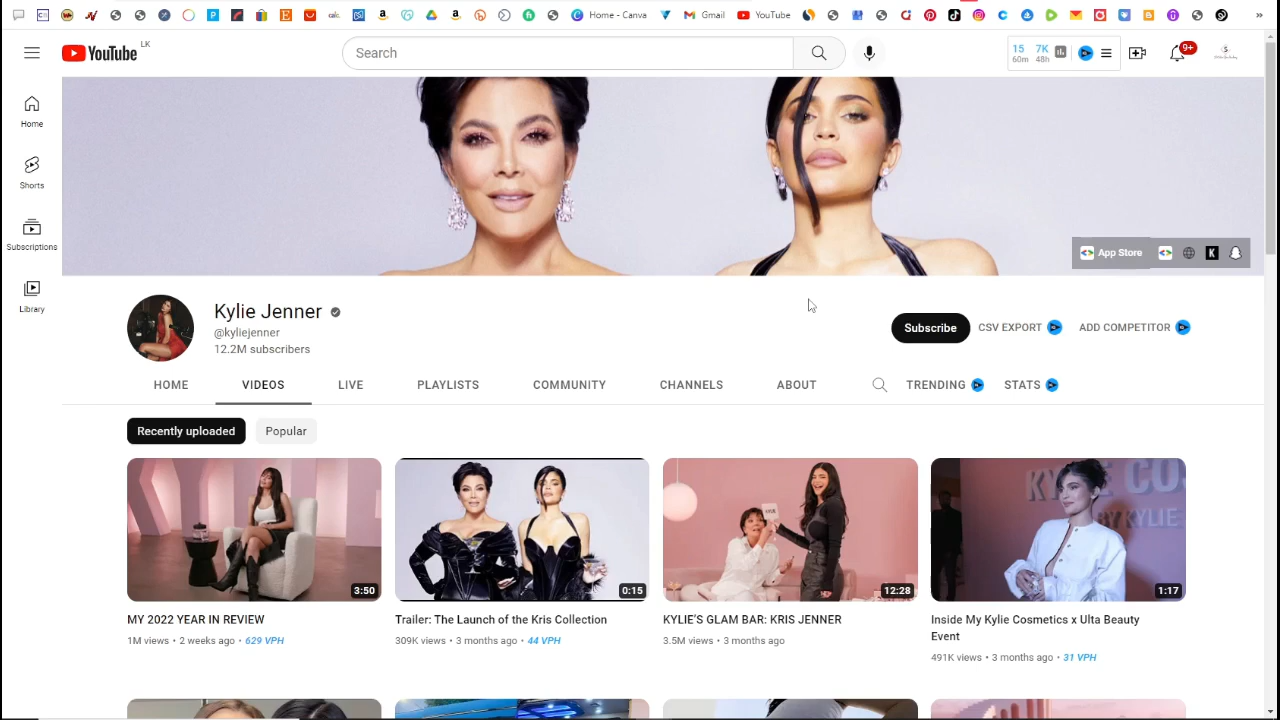 calc.
Home - Canva
Gmail
YouTube
»
YouTube LK
Search
15 7K
60m 48h
9+
Home
Shorts
Subscriptions
Library
App Store
K
Kylie Jenner
@kyliejenner
12.2M subscribers
Subscribe
CSV EXPORT
ADD COMPETITOR
HOME
VIDEOS
LIVE
PLAYLISTS
COMMUNITY
CHANNELS
ABOUT
TRENDING
STATS
Recently uploaded
Popular
3:50
MY 2022 YEAR IN REVIEW
1M views • 2 weeks ago • 629 VPH
0:15
Trailer: The Launch of the Kris Collection
309K views • 3 months ago • 44 VPH
12:28
KYLIE'S GLAM BAR: KRIS JENNER
3.5M views • 3 months ago
1:17
Inside My Kylie Cosmetics x Ulta Beauty
Event
491K views • 3 months ago • 31 VPH